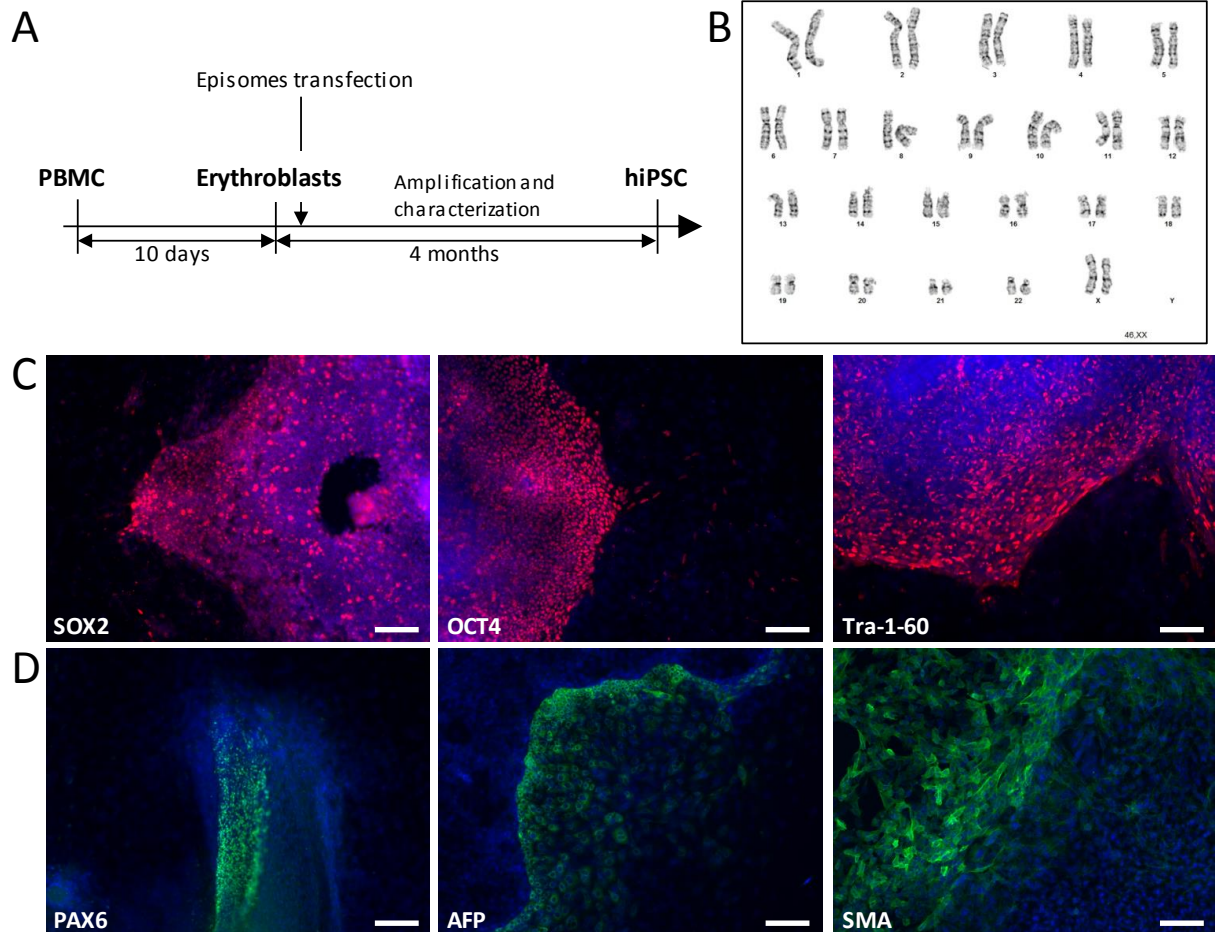 A
Episomes transfection
PBMC
Erythroblasts
Amplification and
characterization
hiPSC
10 days
4 months
B
1 2 3 4 5
6 7 8 9 10 11 12
13 14 15 16 17 18
19 20 21 22 X Y
46,XX
C
SOX2
OCT4
Tra-1-60
D
PAX6
AFP
SMA